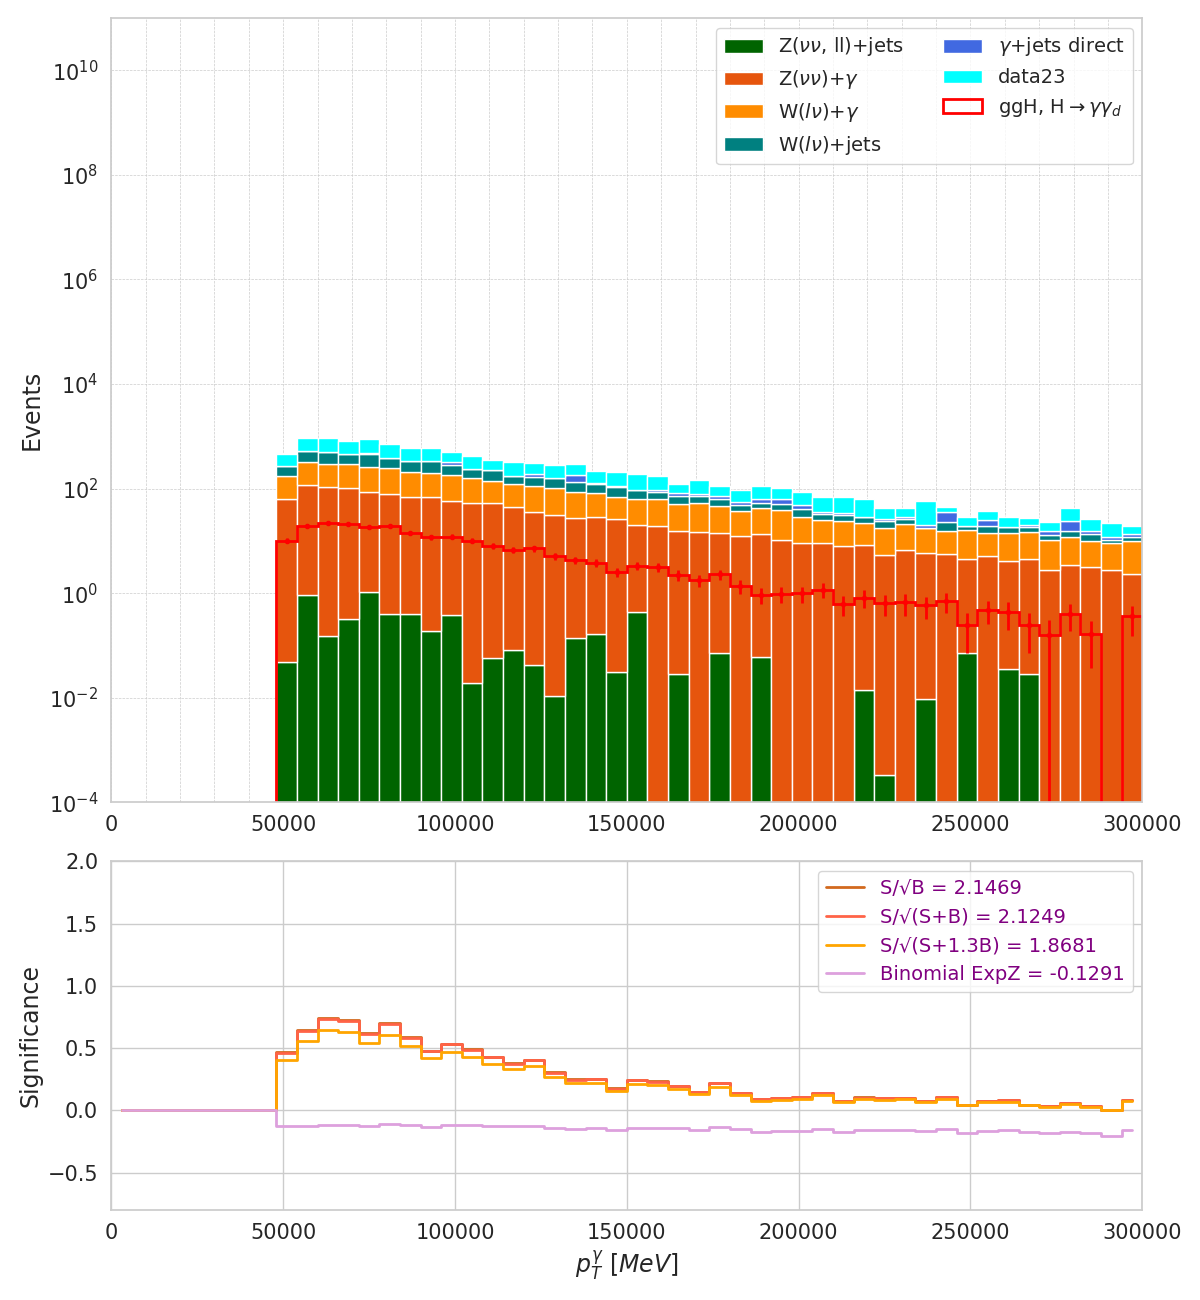 Z(νν, ll)+jets
Z(νν)+γ
W(lν)+γ
W(lν)+jets
γ+jets direct
data23
ggH, H→γγ_d
Events
10^10
10^8
10^6
10^4
10^2
10^0
10^−2
10^−4
0 50000 100000 150000 200000 250000 300000
S/√B = 2.1469
S/√(S+B) = 2.1249
S/√(S+1.3B) = 1.8681
Binomial ExpZ = -0.1291
Significance
2.0
1.5
1.0
0.5
0.0
−0.5
0 50000 100000 150000 200000 250000 300000
p_T^γ [MeV]